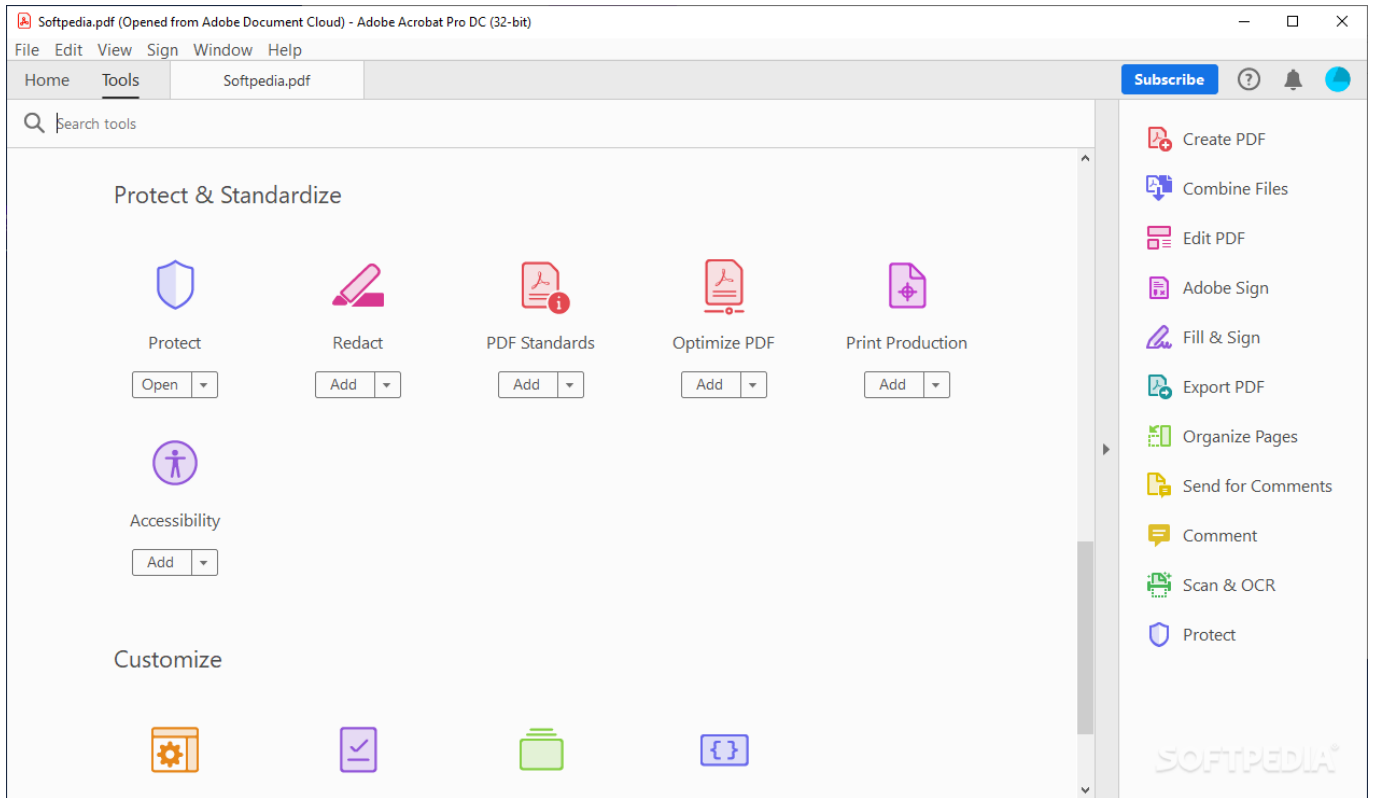 Softpedia.pdf (Opened from Adobe Document Cloud) - Adobe Acrobat Pro DC (32-bit)
File Edit View Sign Window Help
Home Tools Softpedia.pdf Subscribe
Search tools
Protect & Standardize
Protect Redact PDF Standards Optimize PDF Print Production
Open Add Add Add Add
Accessibility
Add
Customize
Create PDF
Combine Files
Edit PDF
Adobe Sign
Fill & Sign
Export PDF
Organize Pages
Send for Comments
Comment
Scan & OCR
Protect
SOFTPEDIA®